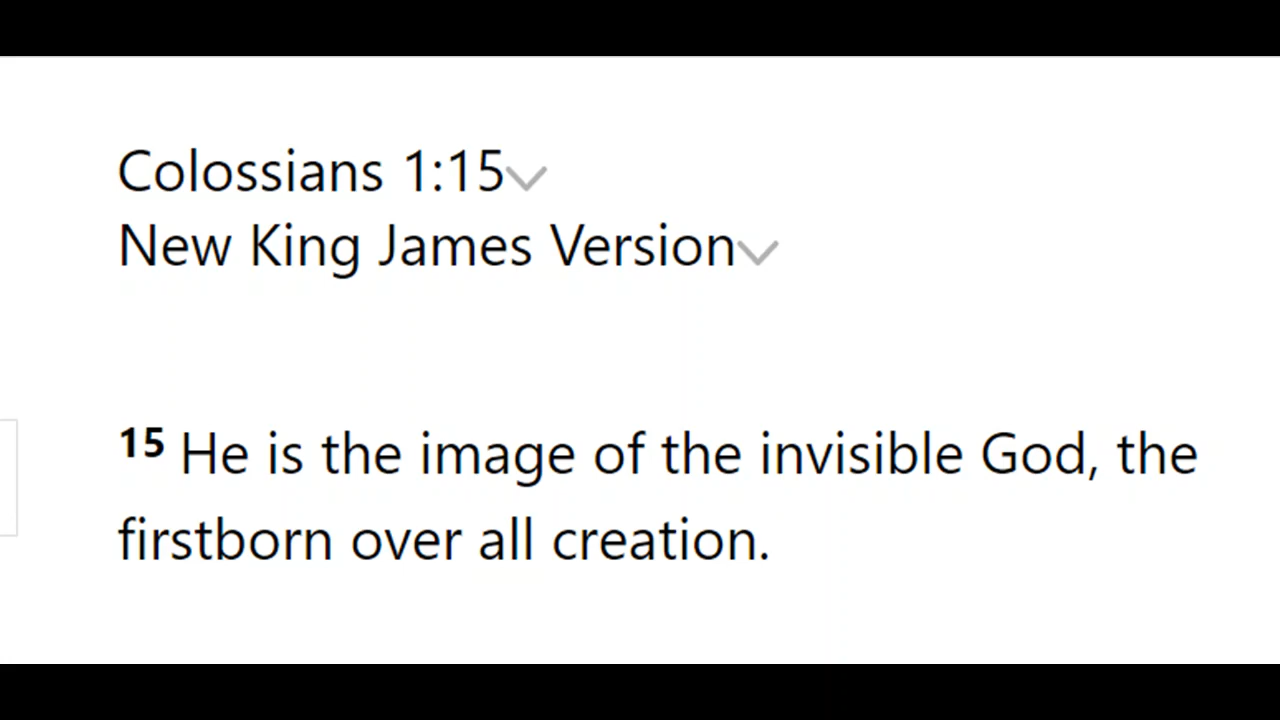 Colossians 1:15
New King James Version
15 He is the image of the invisible God, the
firstborn over all creation.